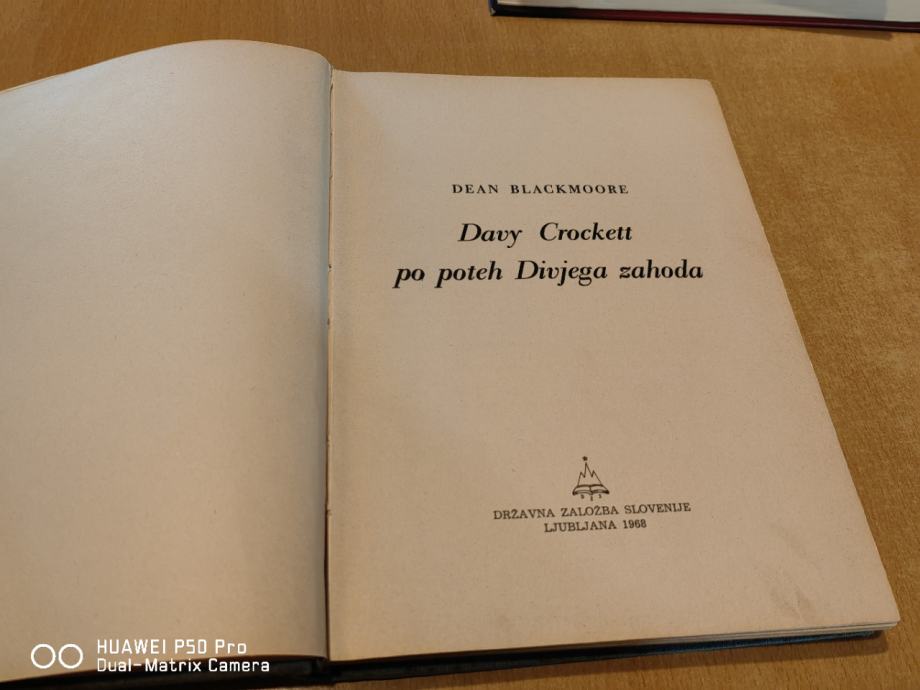 DEAN BLACKMOORE
Davy Crockett
po poteh Divjega zahoda
DRŽAVNA ZALOŽBA SLOVENIJE
LJUBLJANA 1968
HUAWEI P50 Pro
Dual-Matrix Camera